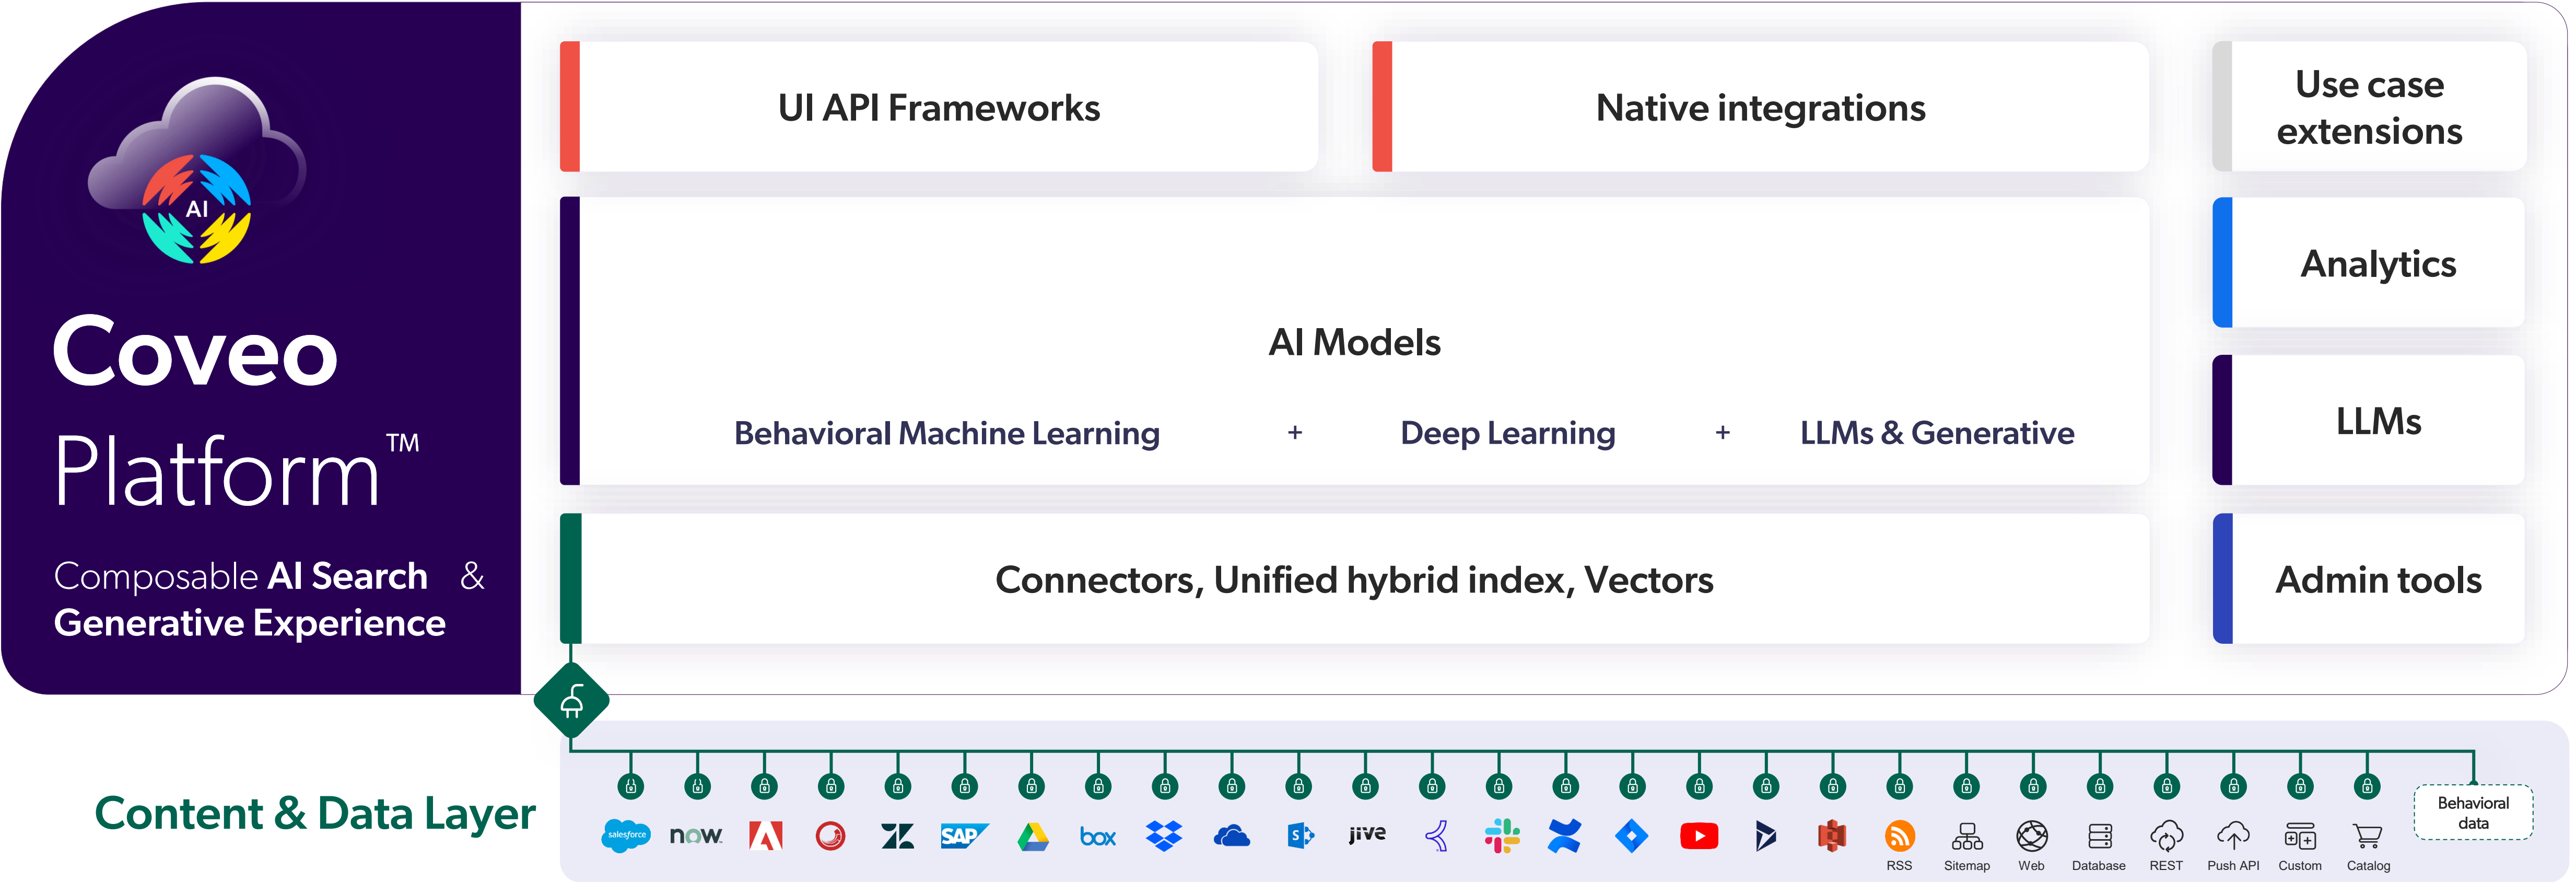 AI
Coveo
Platform™
Composable AI Search &
Generative Experience
UI API Frameworks
Native integrations
Use case
extensions
AI Models
Behavioral Machine Learning + Deep Learning + LLMs & Generative
Analytics
LLMs
Connectors, Unified hybrid index, Vectors
Admin tools
Content & Data Layer
salesforce
now
SAP
box
S
jive
RSS
Sitemap
Web
Database
REST
Push API
Custom
Catalog
Behavioral
data